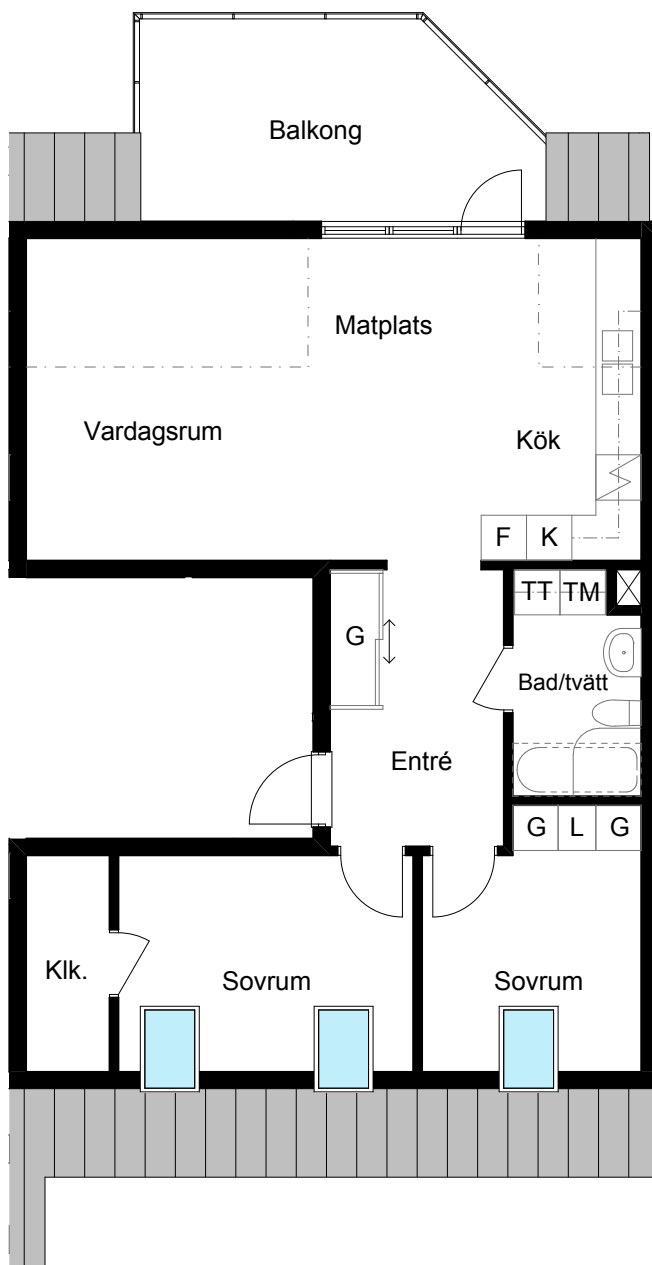 Balkong
Matplats
Vardagsrum
Kök
F K
TT TM
G
Bad/tvätt
Entré
G L G
Klk.
Sovrum
Sovrum